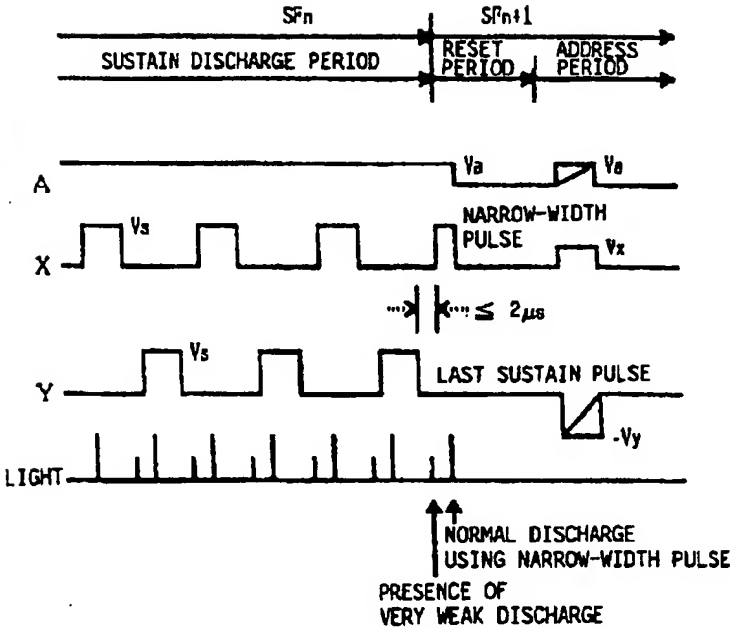 SFn SFn+1
SUSTAIN DISCHARGE PERIOD
RESET PERIOD
ADDRESS PERIOD
A
Va
Va
X
Vs
NARROW-WIDTH PULSE
Vx
≦ 2μs
Y
Vs
LAST SUSTAIN PULSE
-Vy
LIGHT
NORMAL DISCHARGE
USING NARROW-WIDTH PULSE
PRESENCE OF
VERY WEAK DISCHARGE